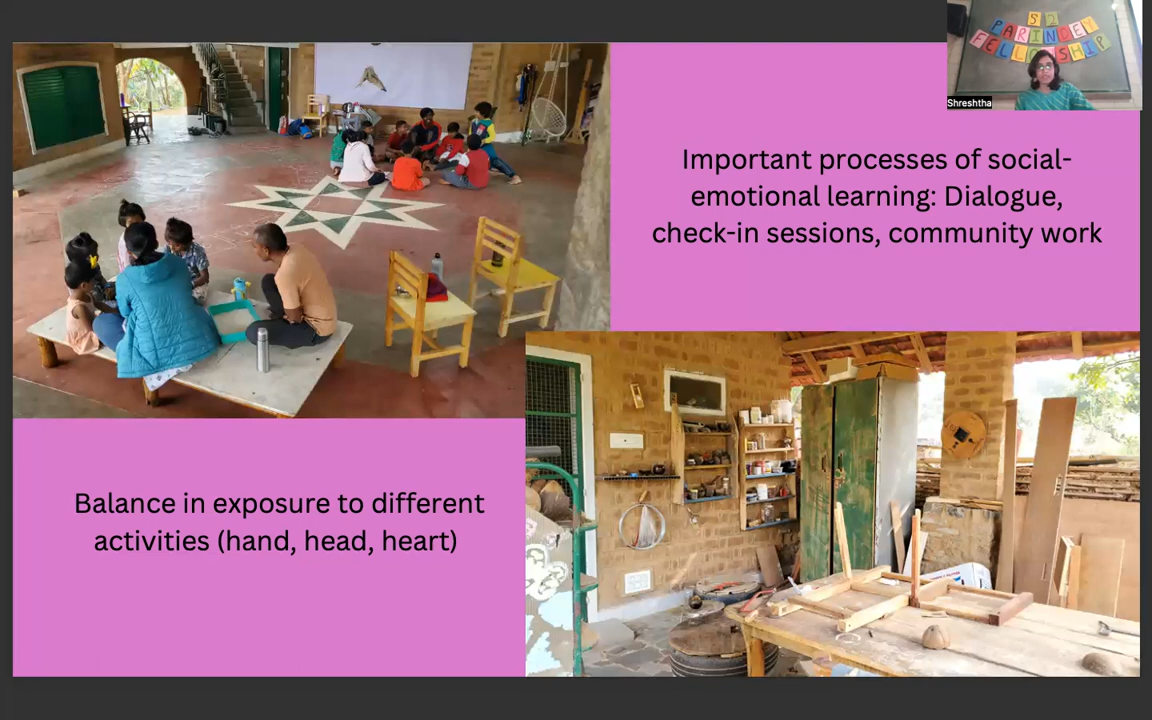 S2
PARINDEY
FELLOWSHIP
Shreshtha
Important processes of social-
emotional learning: Dialogue,
check-in sessions, community work
Balance in exposure to different
activities (hand, head, heart)